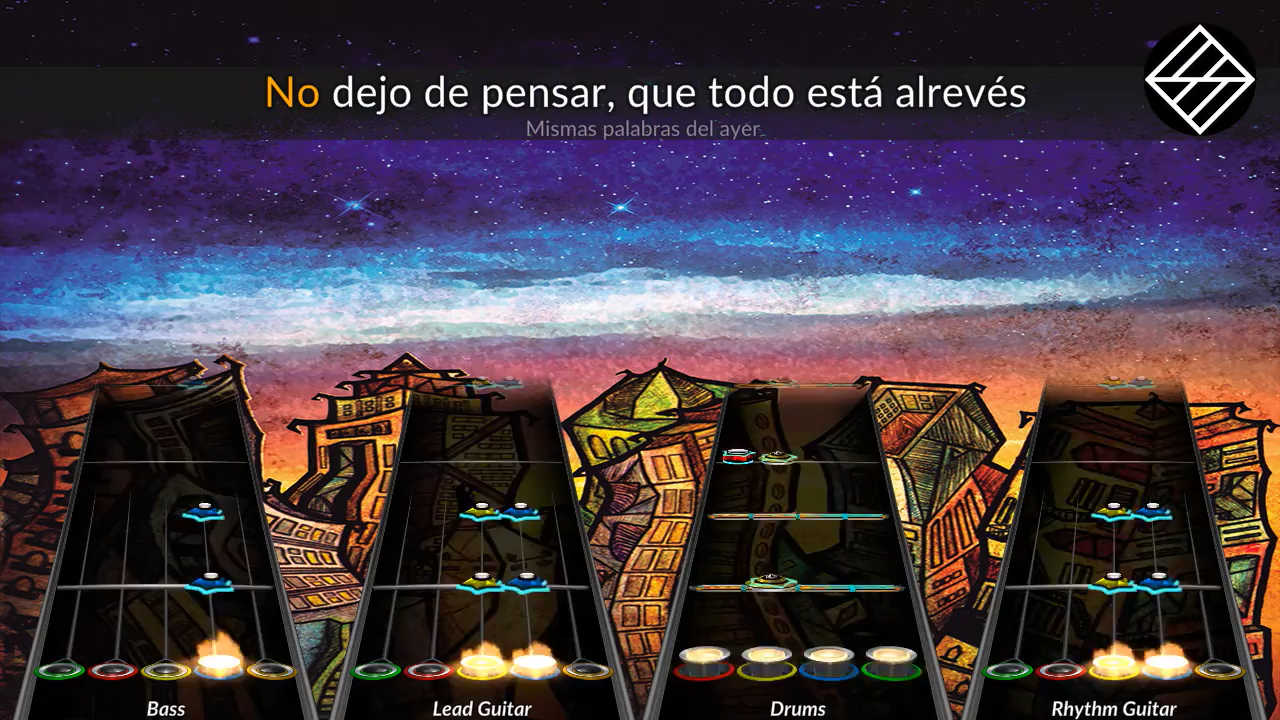 No dejo de pensar, que todo está alrevés
Mismas palabras del ayer
Bass
Lead Guitar
Drums
Rhythm Guitar